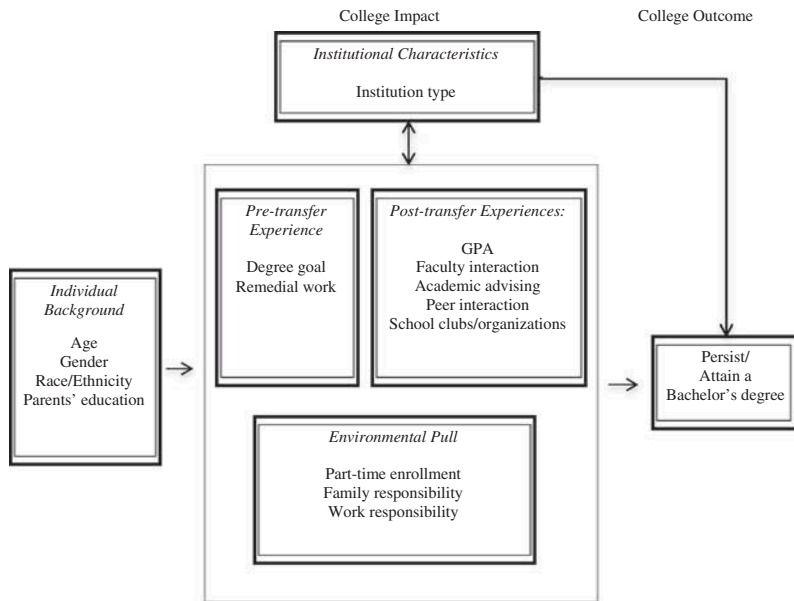 College Impact
College Outcome
Institutional Characteristics
Institution type
Pre-transfer
Experience
Degree goal
Remedial work
Post-transfer Experiences:
GPA
Faculty interaction
Academic advising
Peer interaction
School clubs/organizations
Individual
Background
Age
Gender
Race/Ethnicity
Parents’ education
Environmental Pull
Part-time enrollment
Family responsibility
Work responsibility
Persist/
Attain a
Bachelor’s degree